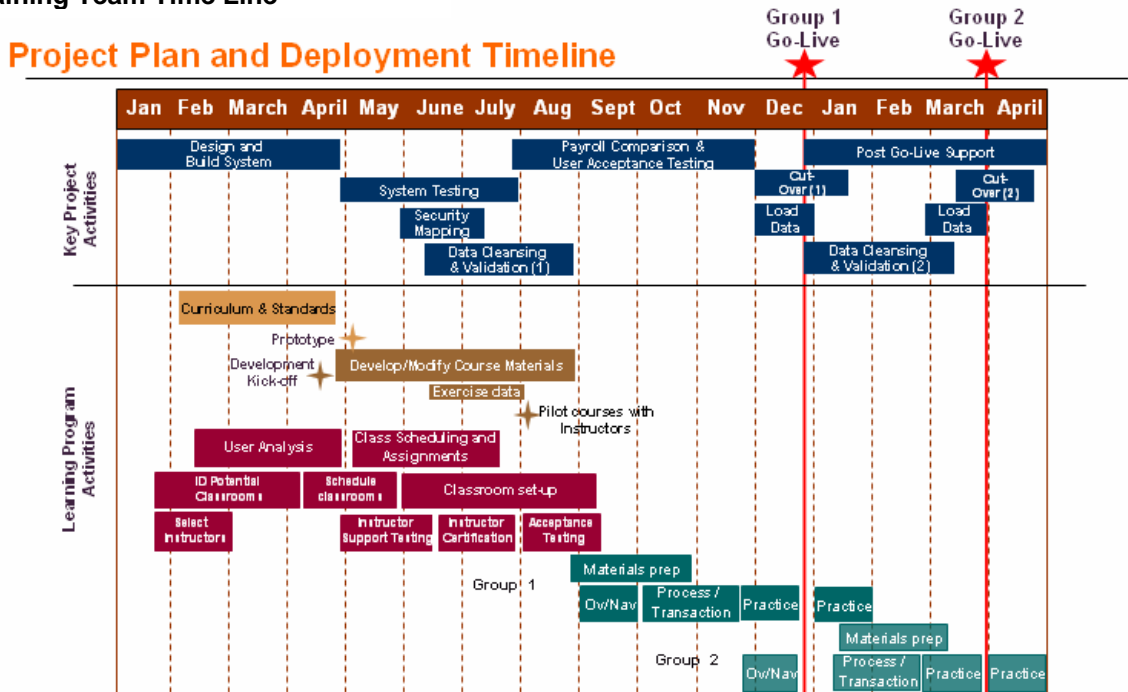 aining Team Time Line
Group 1
Go-Live
Group 2
Go-Live
Project Plan and Deployment Timeline
Jan Feb March April May June July Aug Sept Oct Nov Dec Jan Feb March April
Key Project
Activities
Design and
Build System
Payroll Comparison &
User Acceptance Testing
Post Go-Live Support
System Testing
Cut-
Over (1)
Cut-
Over (2)
Security
Mapping
Load
Data
Load
Data
Data Cleansing
& Validation (1)
Data Cleansing
& Validation (2)
Learning Program
Activities
Curriculum & Standards
Prototype
Development
Kick-off
Develop/Modify Course Materials
Exercise data
Pilot courses with
Instructors
User Analysis
Class Scheduling and
Assignments
ID Potential
Classrooms
Schedule
classrooms
Classroom set-up
Select
Instructors
Instructor
Support Testing
Instructor
Certification
Acceptance
Testing
Group 1
Materials prep
Ov/Nav
Process /
Transaction
Practice
Practice
Materials prep
Group 2
Ov/Nav
Process /
Transaction
Practice
Practice